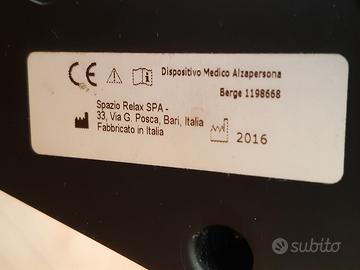 CE
Dispositivo Medico Alzapersona
Berge 1198668
Spazio Relax SPA -
33, Via G. Posca, Bari, Italia
Fabbricato in Italia
2016
subito